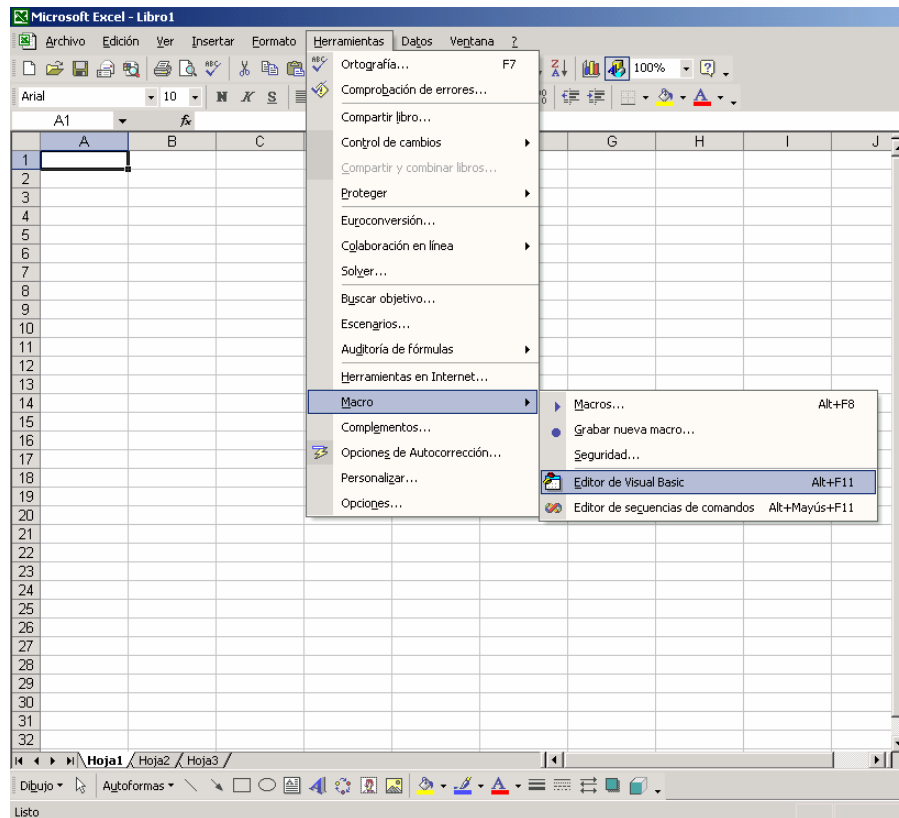 Microsoft Excel - Libro1
Archivo Edición Ver Insertar Formato Herramientas Datos Ventana ?
100%
Arial 10 N K S
A1 fx
A B C G H I J
1
2
3
4
5
6
7
8
9
10
11
12
13
14
15
16
17
18
19
20
21
22
23
24
25
26
27
28
29
30
31
32
Ortografía... F7
Comprobación de errores...
Compartir libro...
Control de cambios
Compartir y combinar libros...
Proteger
Euroconversión...
Colaboración en línea
Solver...
Buscar objetivo...
Escenarios...
Auditoría de fórmulas
Herramientas en Internet...
Macro
Complementos...
Opciones de Autocorrección...
Personalizar...
Opciones...
Macros... Alt+F8
Grabar nueva macro...
Seguridad...
Editor de Visual Basic Alt+F11
Editor de secuencias de comandos Alt+Mayús+F11
Hoja1 Hoja2 Hoja3
Dibujo Autoformas
Listo